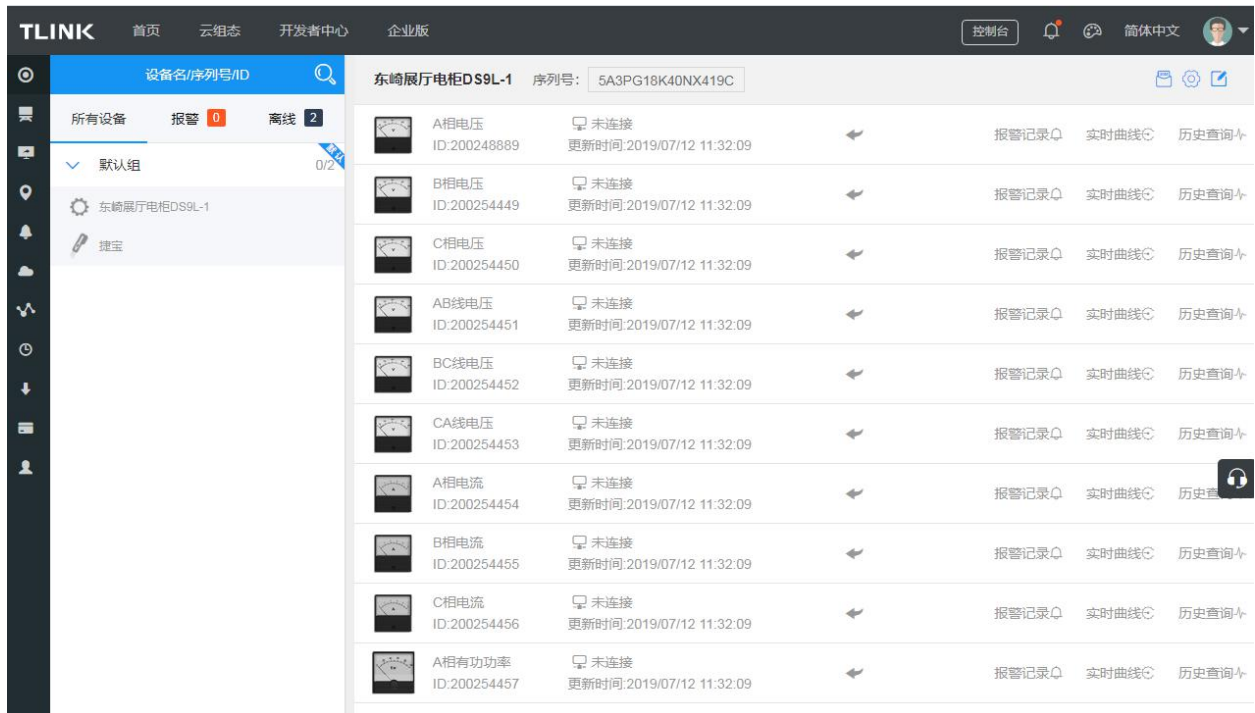 TLINK 首页 云组态 开发者中心 企业版 控制台 简体中文
设备名/序列号/ID
所有设备 报警 0 离线 2
默认组 0/2 默认
东崎展厅电柜DS9L-1
捷宝
东崎展厅电柜DS9L-1 序列号: 5A3PG18K40NX419C
A相电压 未连接
ID:200248889 更新时间:2019/07/12 11:32:09 报警记录 实时曲线 历史查询
B相电压 未连接
ID:200254449 更新时间:2019/07/12 11:32:09 报警记录 实时曲线 历史查询
C相电压 未连接
ID:200254450 更新时间:2019/07/12 11:32:09 报警记录 实时曲线 历史查询
AB线电压 未连接
ID:200254451 更新时间:2019/07/12 11:32:09 报警记录 实时曲线 历史查询
BC线电压 未连接
ID:200254452 更新时间:2019/07/12 11:32:09 报警记录 实时曲线 历史查询
CA线电压 未连接
ID:200254453 更新时间:2019/07/12 11:32:09 报警记录 实时曲线 历史查询
A相电流 未连接
ID:200254454 更新时间:2019/07/12 11:32:09 报警记录 实时曲线 历史查
B相电流 未连接
ID:200254455 更新时间:2019/07/12 11:32:09 报警记录 实时曲线 历史查询
C相电流 未连接
ID:200254456 更新时间:2019/07/12 11:32:09 报警记录 实时曲线 历史查询
A相有功功率 未连接
ID:200254457 更新时间:2019/07/12 11:32:09 报警记录 实时曲线 历史查询